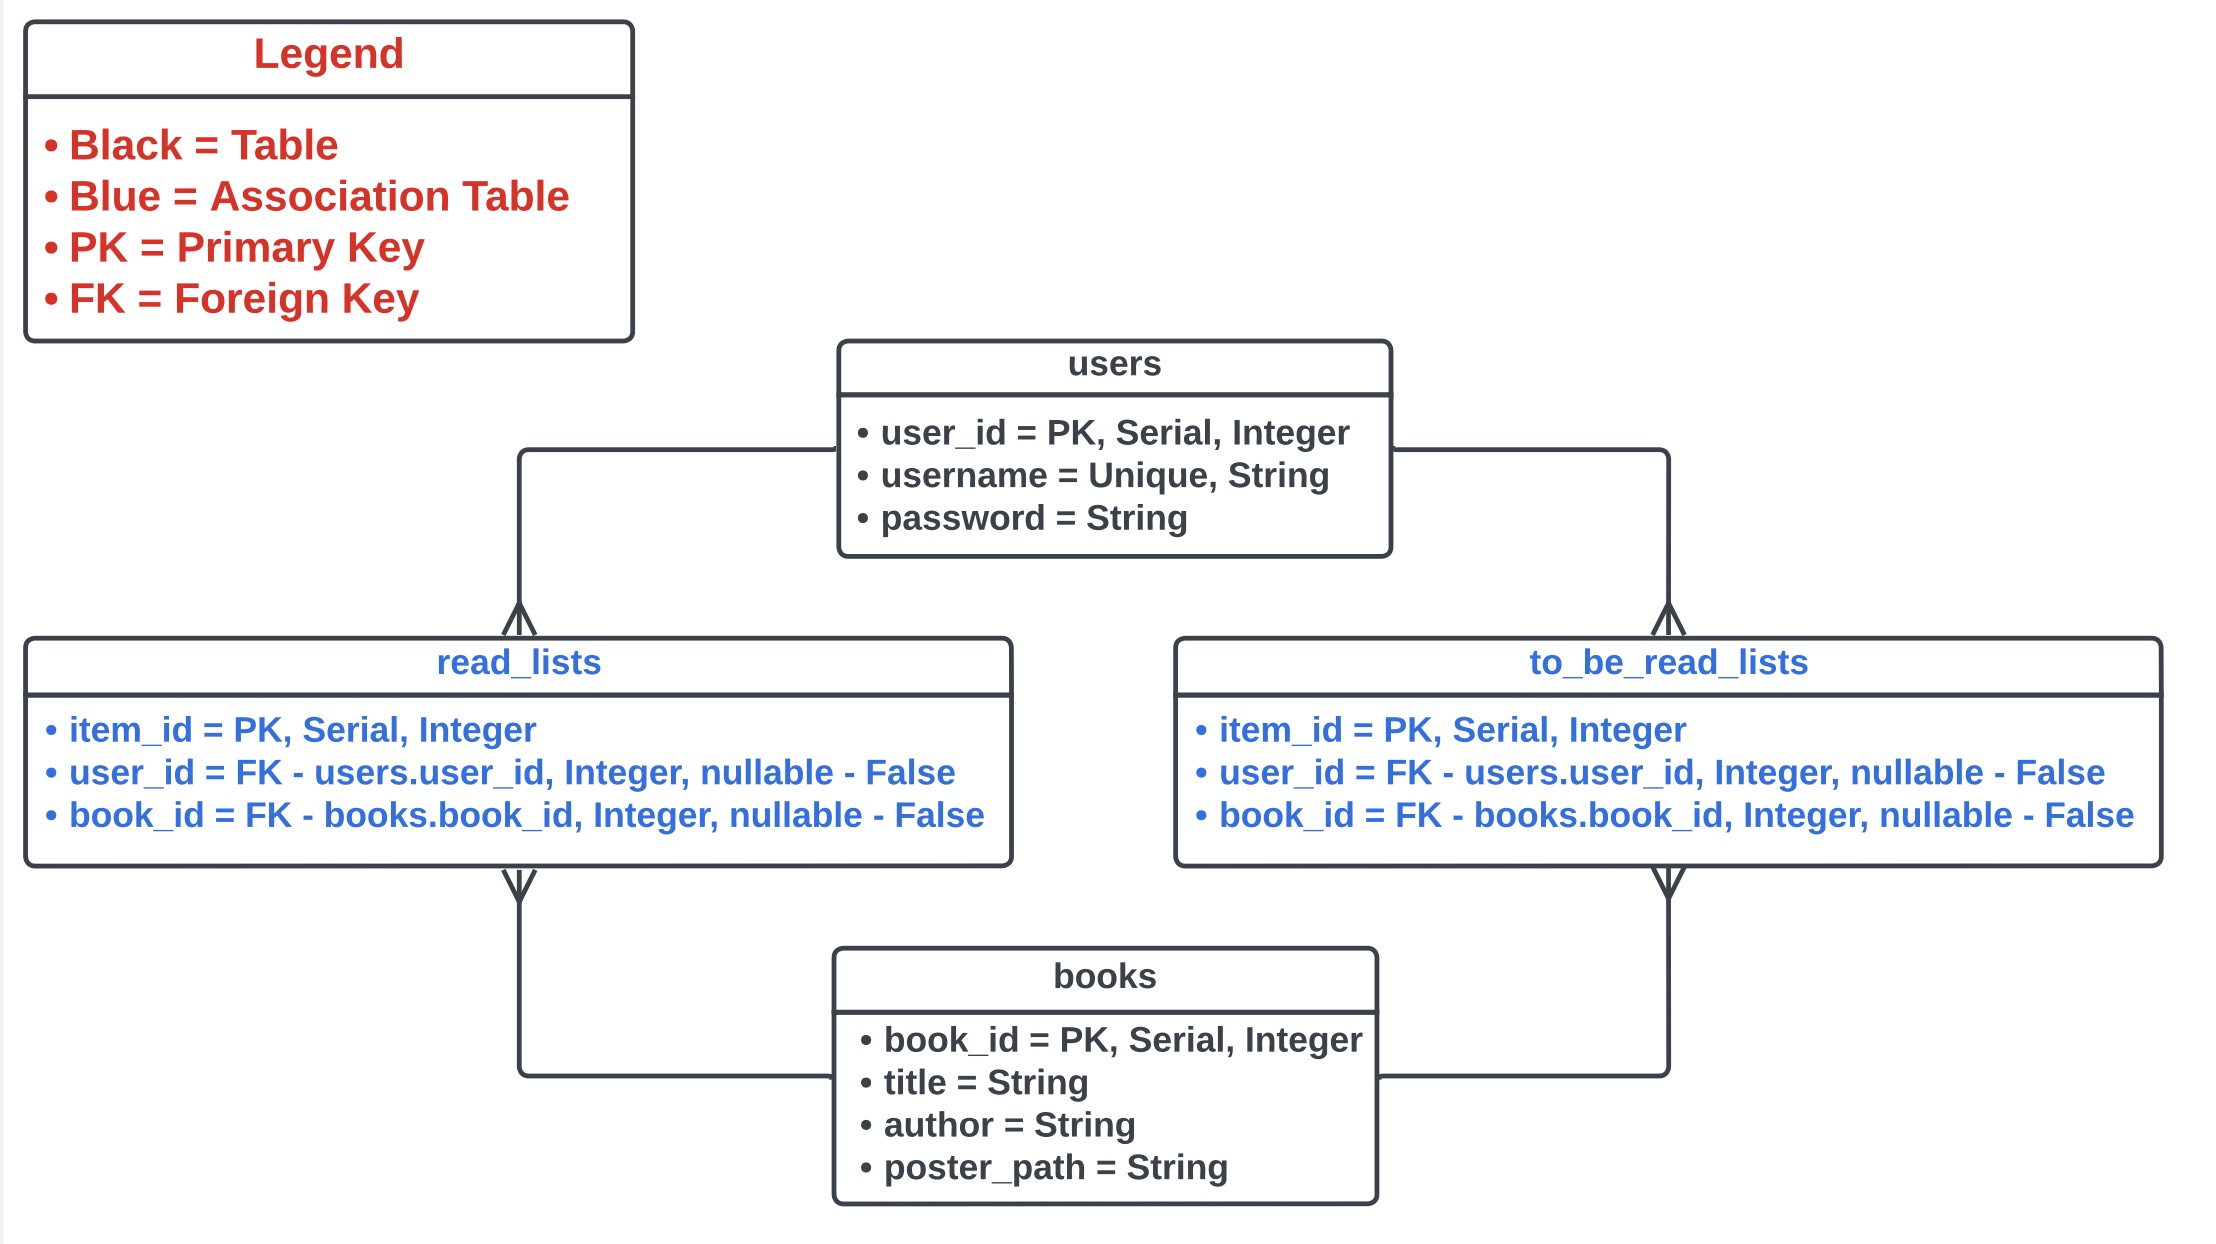 Legend
• Black = Table
• Blue = Association Table
• PK = Primary Key
• FK = Foreign Key
users
• user_id = PK, Serial, Integer
• username = Unique, String
• password = String
read_lists
• item_id = PK, Serial, Integer
• user_id = FK - users.user_id, Integer, nullable - False
• book_id = FK - books.book_id, Integer, nullable - False
to_be_read_lists
• item_id = PK, Serial, Integer
• user_id = FK - users.user_id, Integer, nullable - False
• book_id = FK - books.book_id, Integer, nullable - False
books
• book_id = PK, Serial, Integer
• title = String
• author = String
• poster_path = String